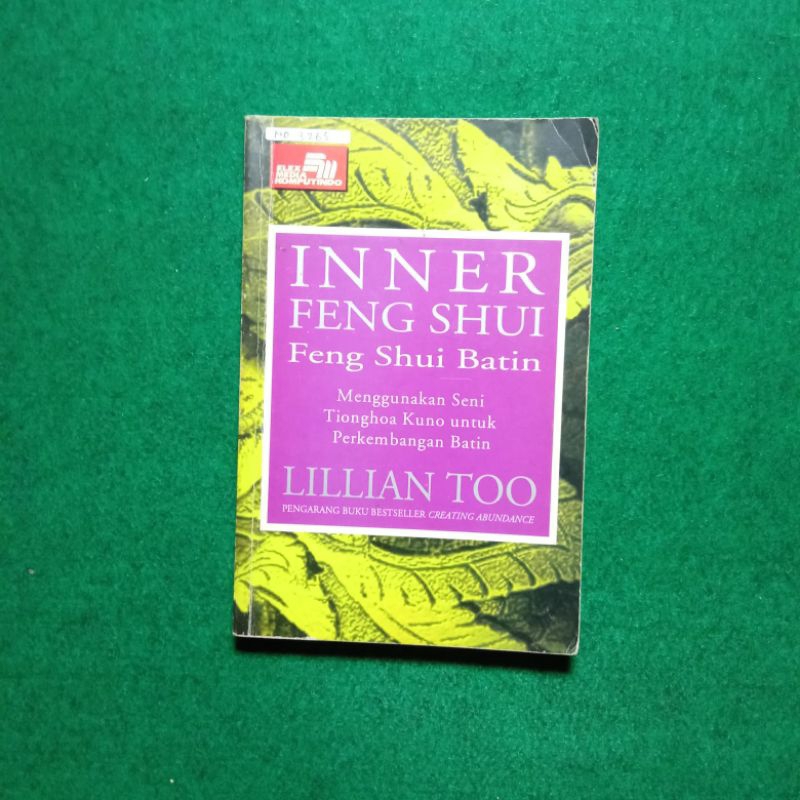 ELEX
MEDIA
KOMPUTINDO
INNER
FENG SHUI
Feng Shui Batin
Menggunakan Seni
Tionghoa Kuno untuk
Perkembangan Batin
LILLIAN TOO
PENGARANG BUKU BESTSELLER CREATING ABUNDANCE